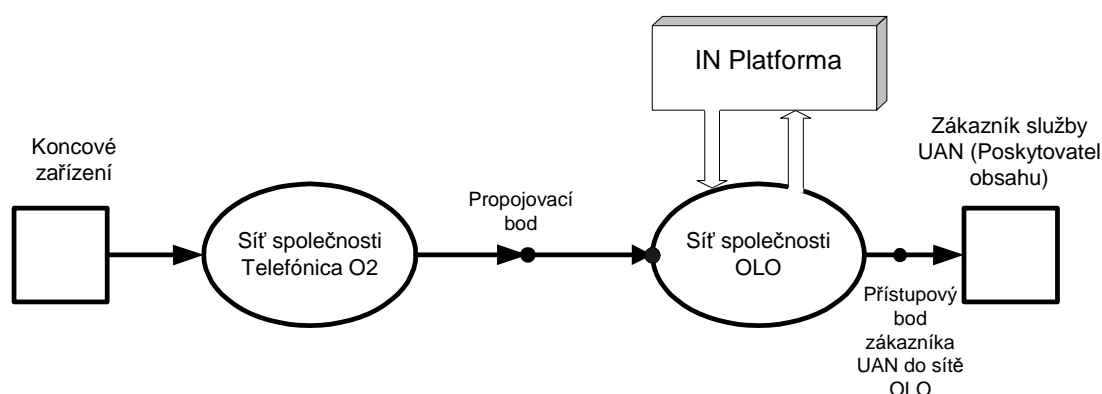 IN Platforma
Koncové
zařízení
Síť společnosti
Telefónica O2
Propojovací
bod
Síť společnosti
OLO
Zákazník služby
UAN (Poskytovatel
obsahu)
Přístupový
bod
zákazníka
UAN do sítě
OLO